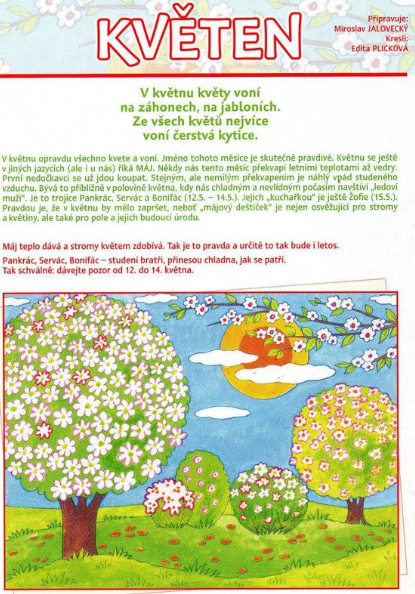 KVĚTEN
Připravuje:
Miroslav JALOVECKÝ
Kreslí:
Edita PLICKOVÁ
V květnu květy voní
na záhonech, na jabloních.
Ze všech květů nejvíce
voní čerstvá kytice.
V květnu opravdu všechno kvete a voní. Jméno tohoto měsíce je skutečně pravdivé. Květnu se ještě
v jiných jazycích (ale i u nás) říká MÁJ. Někdy nás tento měsíc překvapí letními teplotami až vedry.
První nedočkavci se už jdou koupat. Stejným, ale nemilým překvapením je náhlý vpád studeného
vzduchu. Bývá to přibližně v polovině května, kdy nás chladným a nevlídným počasím navštíví „ledoví
muži". Je to trojice Pankrác, Servác a Bonifác (12.5. – 14.5.). Jejich „kuchařkou" je ještě Žofie (15.5.).
Pravdou je, že v květnu by mělo zapršet, neboť „májový deštíček" je nejen osvěžující pro stromy
a květiny, ale také pro pole a jejich budoucí úrodu.
Máj teplo dává a stromy květem zdobívá. Tak je to pravda a určitě to tak bude i letos.
Pankrác, Servác, Bonifác – studení bratři, přinesou chladna, jak se patří.
Tak schválně: dávejte pozor od 12. do 14. května.